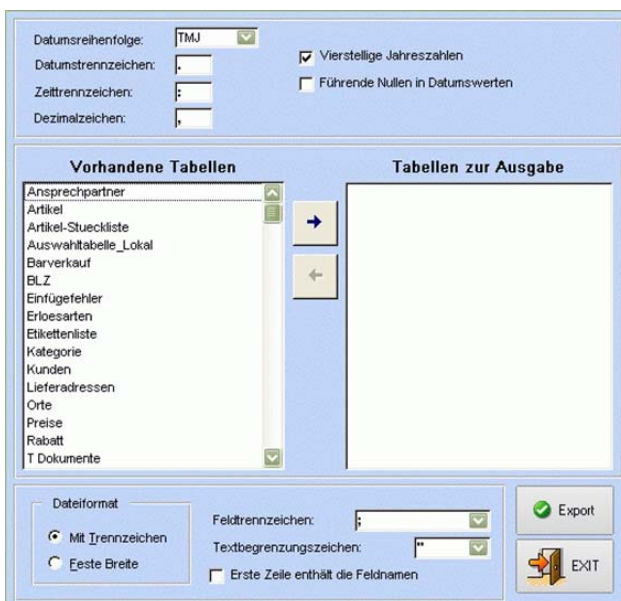 Datumsreihenfolge: TMJ
Datumstrennzeichen: .
Zeittrennzeichen: :
Dezimalzeichen: ,
Vierstellige Jahreszahlen
Führende Nullen in Datumswerten
Vorhandene Tabellen
Ansprechpartner
Artikel
Artikel-Stueckliste
Auswahltabelle_Lokal
Barverkauf
BLZ
Einfügefehler
Erloesarten
Etikettenliste
Kategorie
Kunden
Lieferadressen
Orte
Preise
Rabatt
T Dokumente
Tabellen zur Ausgabe
Dateiformat
Mit Trennzeichen
Feste Breite
Feldtrennzeichen: ;
Textbegrenzungszeichen: "
Erste Zeile enthält die Feldnamen
Export
EXIT